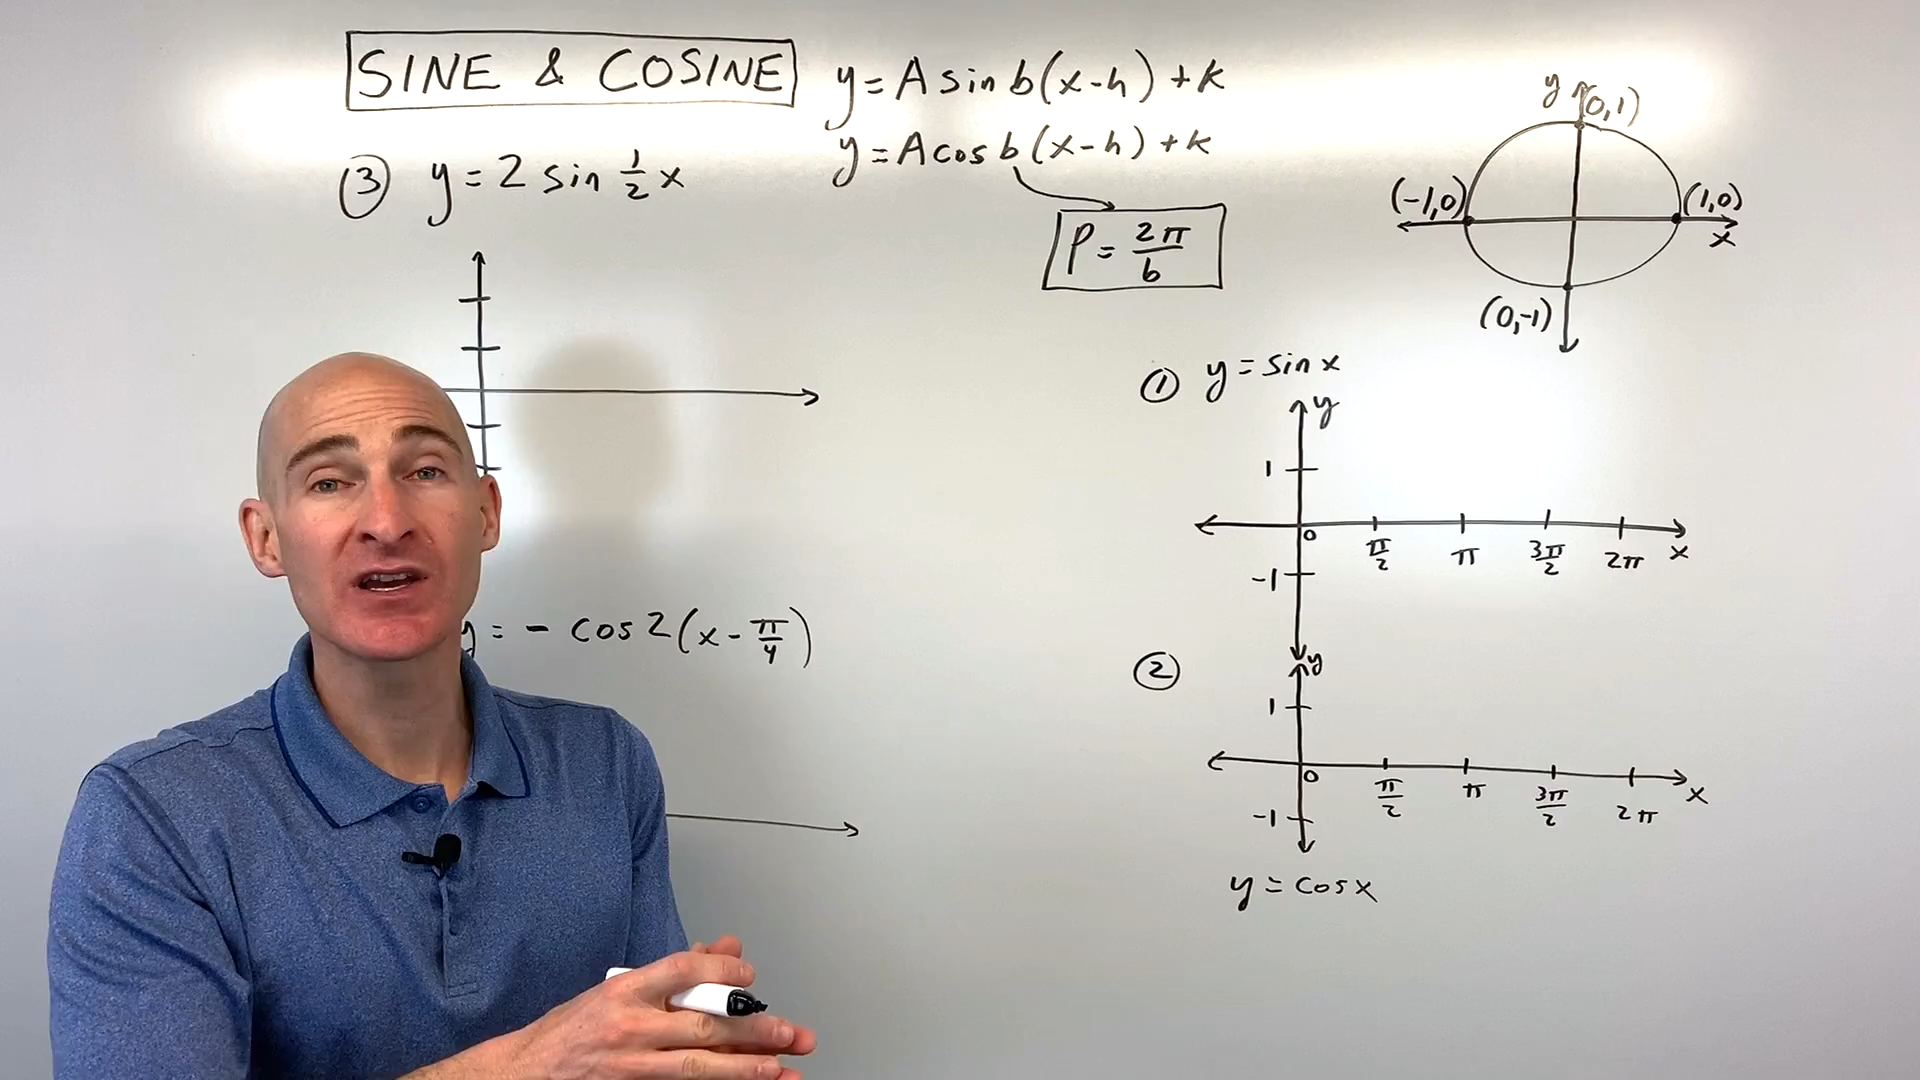 SINE & COSINE
y = A sin b(x-h) + k
y = A cos b(x-h) + k
P = 2π/b
③ y = 2 sin 1/2 x
y = - cos 2(x - π/4)
y
(0,1)
(-1,0)
(1,0)
x
(0,-1)
① y = sin x
y
1
0 π/2 π 3π/2 2π x
-1
②
y
1
0 π/2 π 3π/2 2π x
-1
y = cos x